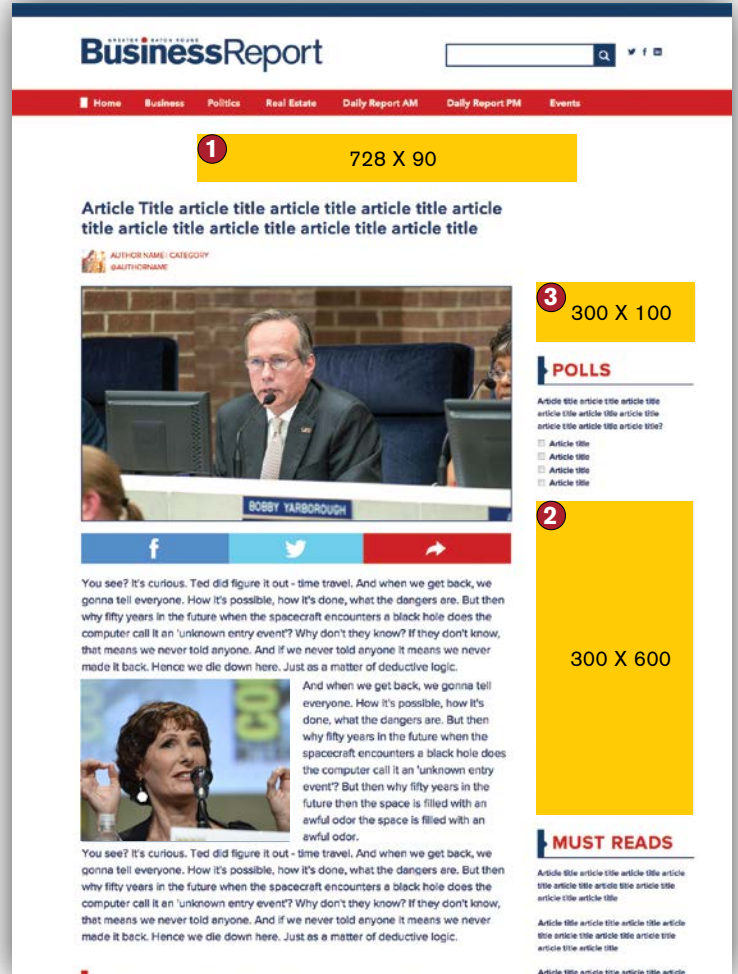 GREATER BATON ROUGE
BusinessReport
Home Business Politics Real Estate Daily Report AM Daily Report PM Events
1
728 X 90
Article Title article title article title article title article
title article title article title article title article title
AUTHOR NAME | CATEGORY
@AUTHORNAME
BOBBY YARBOROUGH
You see? It's curious. Ted did figure it out - time travel. And when we get back, we
gonna tell everyone. How it's possible, how it's done, what the dangers are. But then
why fifty years in the future when the spacecraft encounters a black hole does the
computer call it an 'unknown entry event'? Why don't they know? If they don't know,
that means we never told anyone. And if we never told anyone it means we never
made it back. Hence we die down here. Just as a matter of deductive logic.
And when we get back, we gonna tell
everyone. How it's possible, how it's
done, what the dangers are. But then
why fifty years in the future when the
spacecraft encounters a black hole does
the computer call it an 'unknown entry
event'? But then why fifty years in the
future then the space is filled with an
awful odor the space is filled with an
awful odor.
You see? It's curious. Ted did figure it out - time travel. And when we get back, we
gonna tell everyone. How it's possible, how it's done, what the dangers are. But then
why fifty years in the future when the spacecraft encounters a black hole does the
computer call it an 'unknown entry event'? Why don't they know? If they don't know,
that means we never told anyone. And if we never told anyone it means we never
made it back. Hence we die down here. Just as a matter of deductive logic.
3
300 X 100
POLLS
Article title article title article title
article title article title article title
article title article title article title?
Article title
Article title
Article title
Article title
2
300 X 600
MUST READS
Article title article title article title article
title article title article title article title
article title article title
Article title article title article title article
title article title article title article title
article title article title
Article title article title article title article